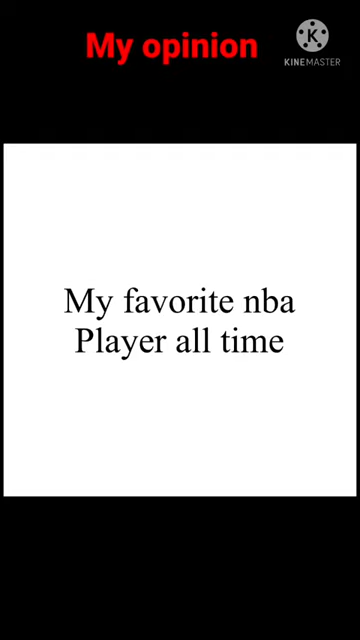 My opinion
K
KINEMASTER
My favorite nba
Player all time